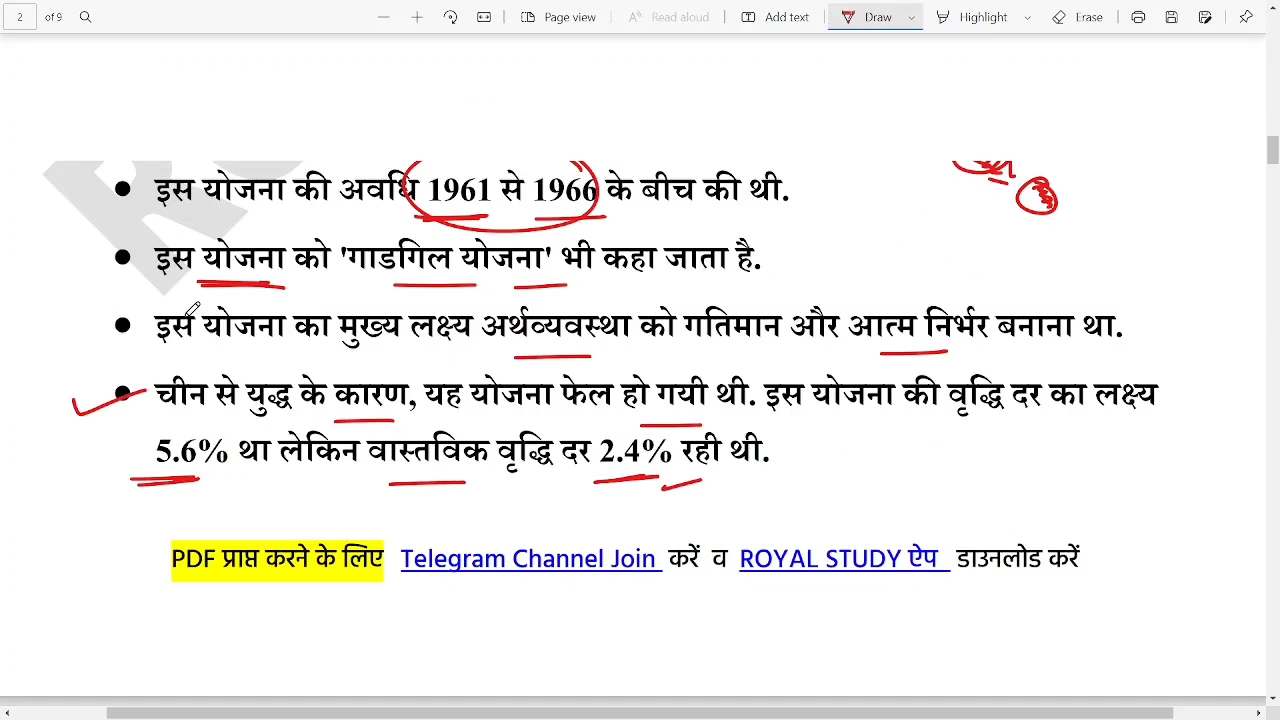 2 of 9 Page view Read aloud Add text Draw Highlight Erase
इस योजना की अवधि 1961 से 1966 के बीच की थी.
इस योजना को 'गाडगिल योजना' भी कहा जाता है.
इस योजना का मुख्य लक्ष्य अर्थव्यवस्था को गतिमान और आत्म निर्भर बनाना था.
चीन से युद्ध के कारण, यह योजना फेल हो गयी थी. इस योजना की वृद्धि दर का लक्ष्य
5.6% था लेकिन वास्तविक वृद्धि दर 2.4% रही थी.
PDF प्राप्त करने के लिए Telegram Channel Join करें व ROYAL STUDY ऐप डाउनलोड करें